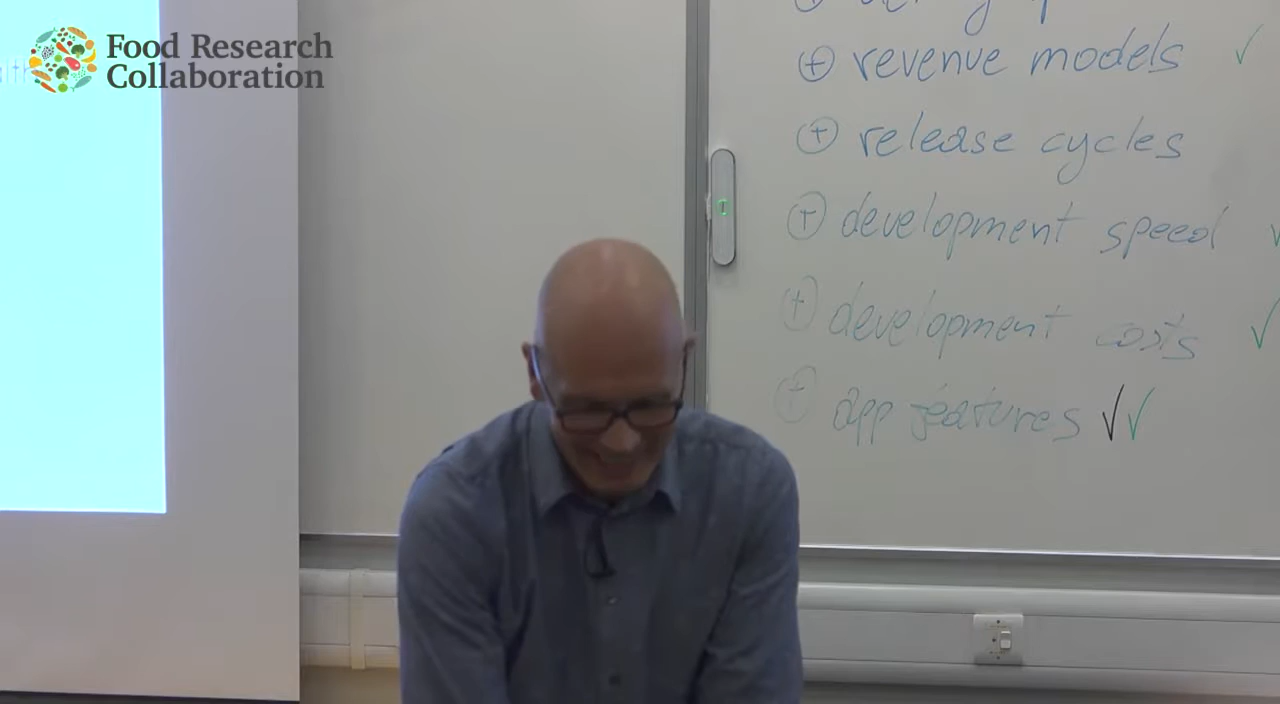 Food Research
Collaboration
⊕ revenue models ✓
⊕ release cycles
⊕ development speed ✓
⊕ development costs ✓
⊕ app features ✓✓